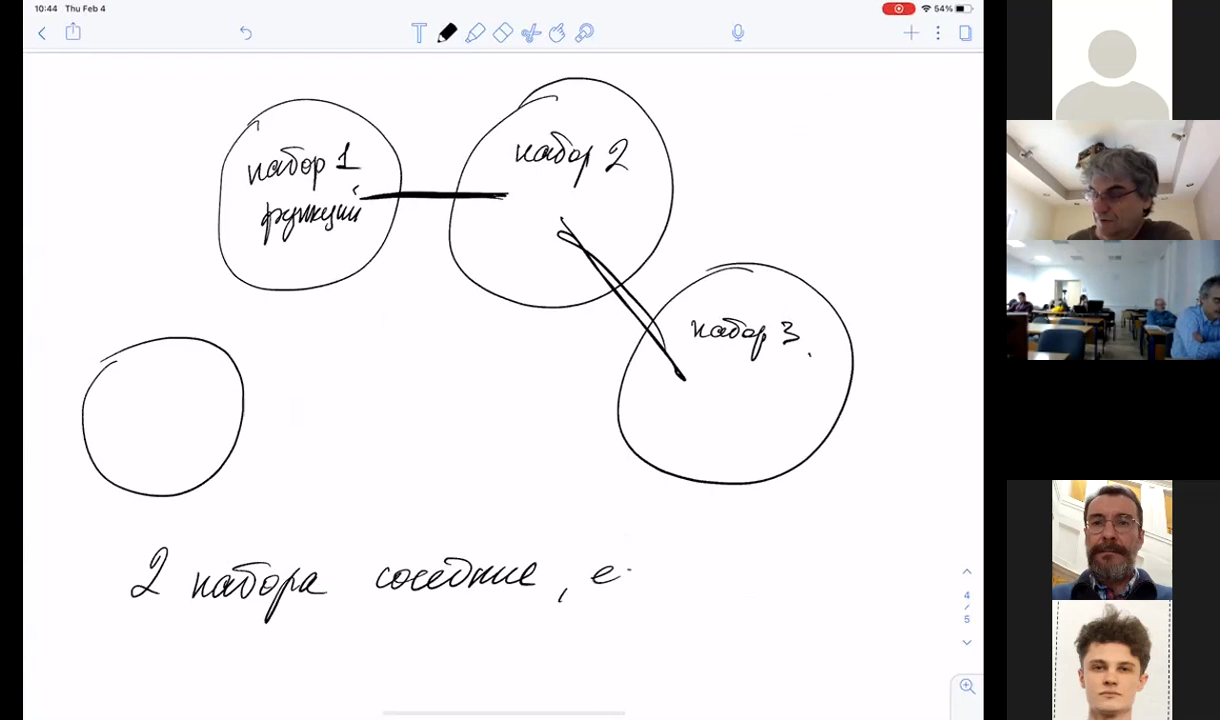 10:44 Thu Feb 4
54%
набор 1
функций
набор 2
набор 3.
2 набора соседние, е
4
/
5